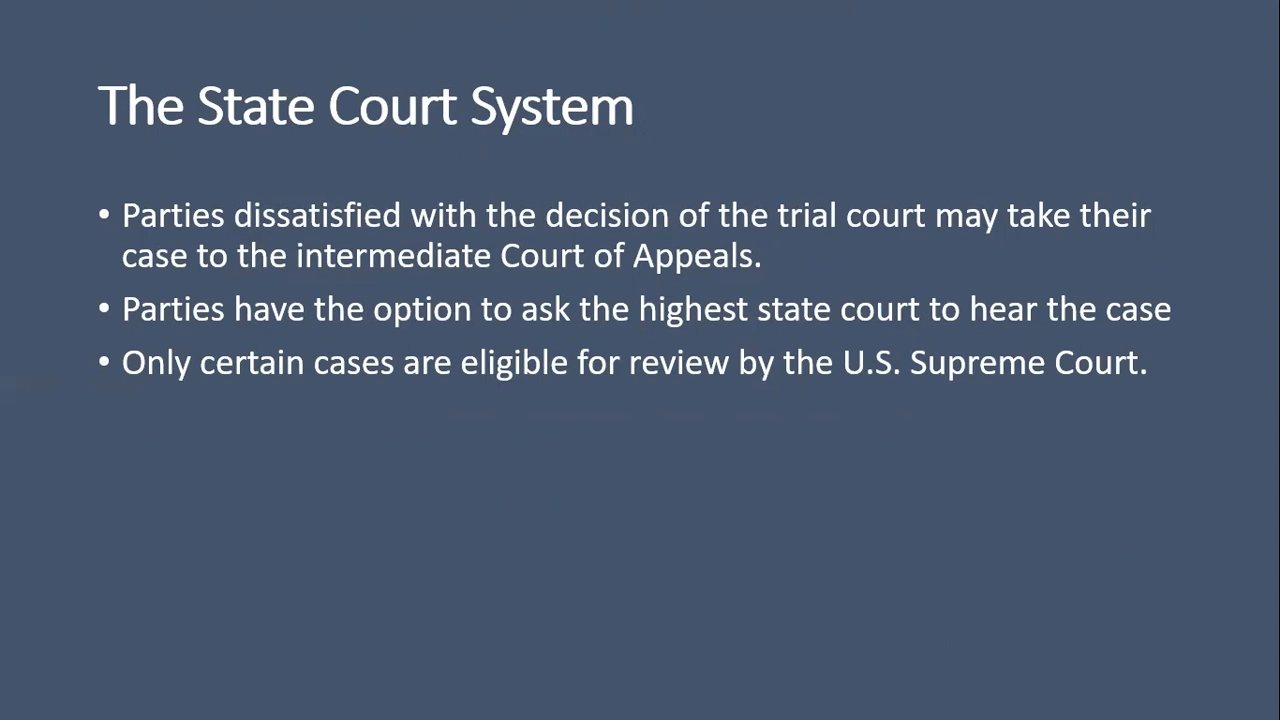 The State Court System
• Parties dissatisfied with the decision of the trial court may take their
case to the intermediate Court of Appeals.
• Parties have the option to ask the highest state court to hear the case
• Only certain cases are eligible for review by the U.S. Supreme Court.